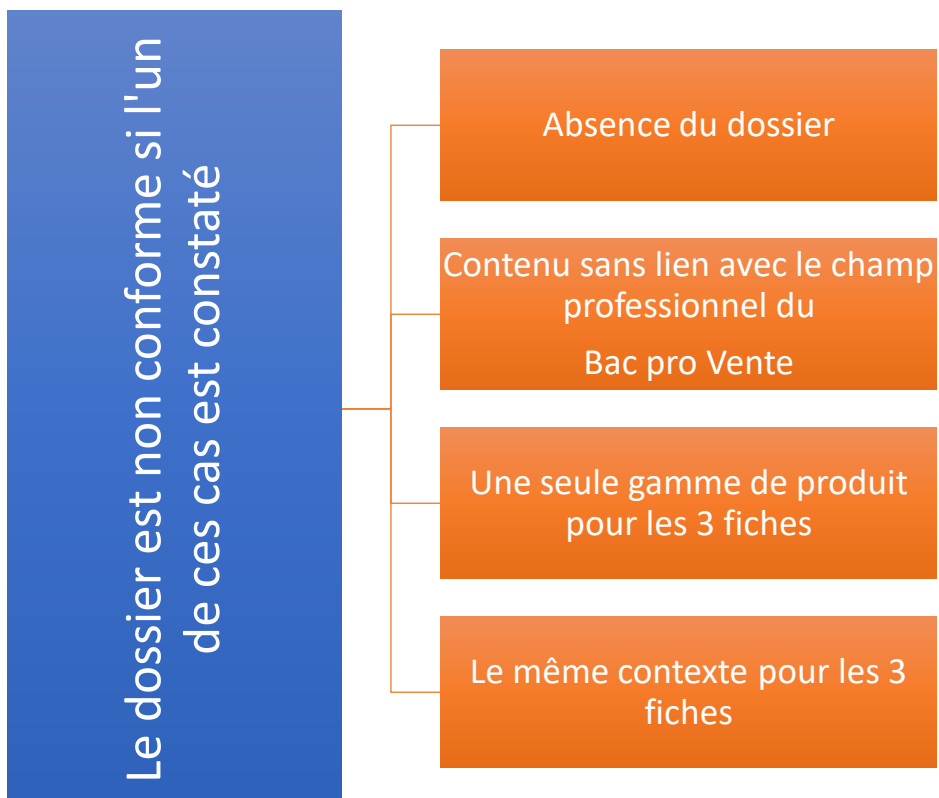 Le dossier est non conforme si l'un
de ces cas est constaté
Absence du dossier
Contenu sans lien avec le champ
professionnel du
Bac pro Vente
Une seule gamme de produit
pour les 3 fiches
Le même contexte pour les 3
fiches